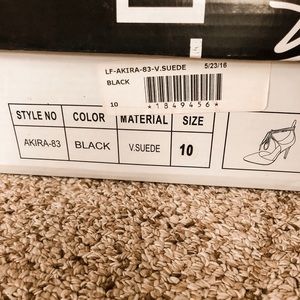 LF-AKIRA-83-V.SUEDE 5/23/16
BLACK
10 *1849456*
STYLE NO COLOR MATERIAL SIZE
AKIRA-83 BLACK V.SUEDE 10